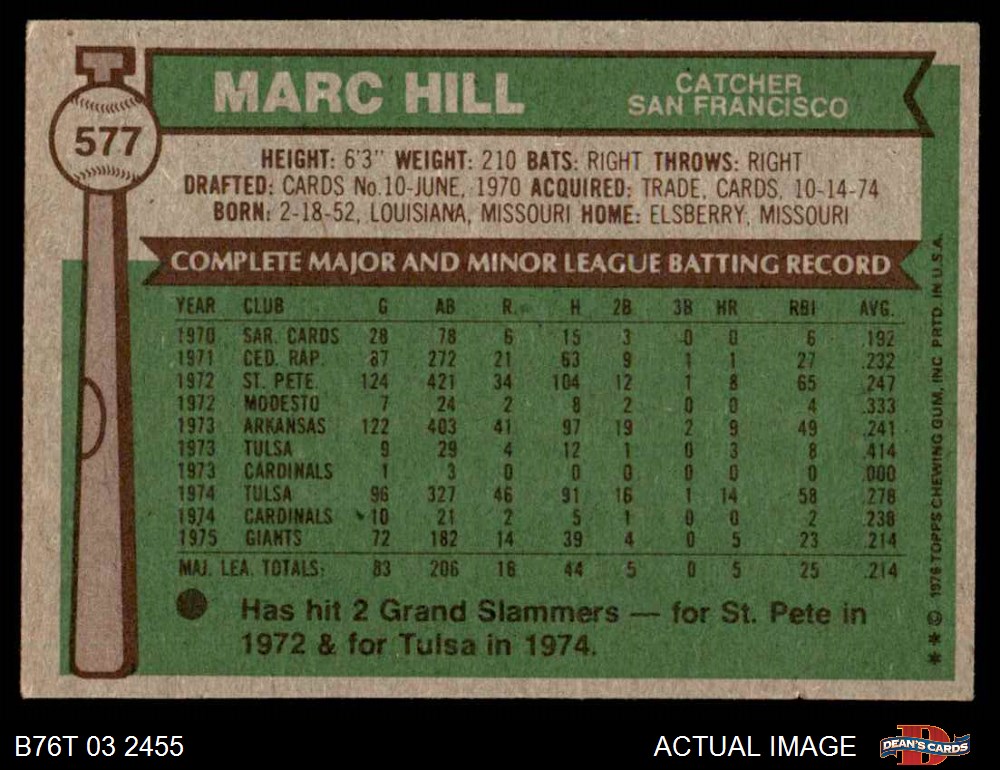 T
577
MARC HILL
CATCHER
SAN FRANCISCO
HEIGHT: 6'3" WEIGHT: 210 BATS: RIGHT THROWS: RIGHT
DRAFTED: CARDS No.10-JUNE, 1970 ACQUIRED: TRADE, CARDS, 10-14-74
BORN: 2-18-52, LOUISIANA, MISSOURI HOME: ELSBERRY, MISSOURI
COMPLETE MAJOR AND MINOR LEAGUE BATTING RECORD
YEAR CLUB G AB R. H 2B 3B HR RBI AVG.
1970 SAR. CARDS 28 78 6 15 3 0 0 6 .192
1971 CED. RAP. 87 272 21 63 9 1 1 27 .232
1972 ST. PETE. 124 421 34 104 12 1 8 65 .247
1972 MODESTO 7 24 2 8 2 0 0 4 .333
1973 ARKANSAS 122 403 41 97 19 2 9 49 .241
1973 TULSA 9 29 4 12 1 0 3 8 .414
1973 CARDINALS 1 3 0 0 0 0 0 0 .000
1974 TULSA 96 327 46 91 16 1 14 58 .278
1974 CARDINALS 10 21 2 5 1 0 0 2 .238
1975 GIANTS 72 182 14 39 4 0 5 23 .214
MAJ. LEA. TOTALS: 83 206 16 44 5 0 5 25 .214
Has hit 2 Grand Slammers — for St. Pete in
1972 & for Tulsa in 1974.
** © 1976 TOPPS CHEWING GUM, INC. PRTD. IN U.S.A.
B76T 03 2455
ACTUAL IMAGE
D
DEAN'S CARDS